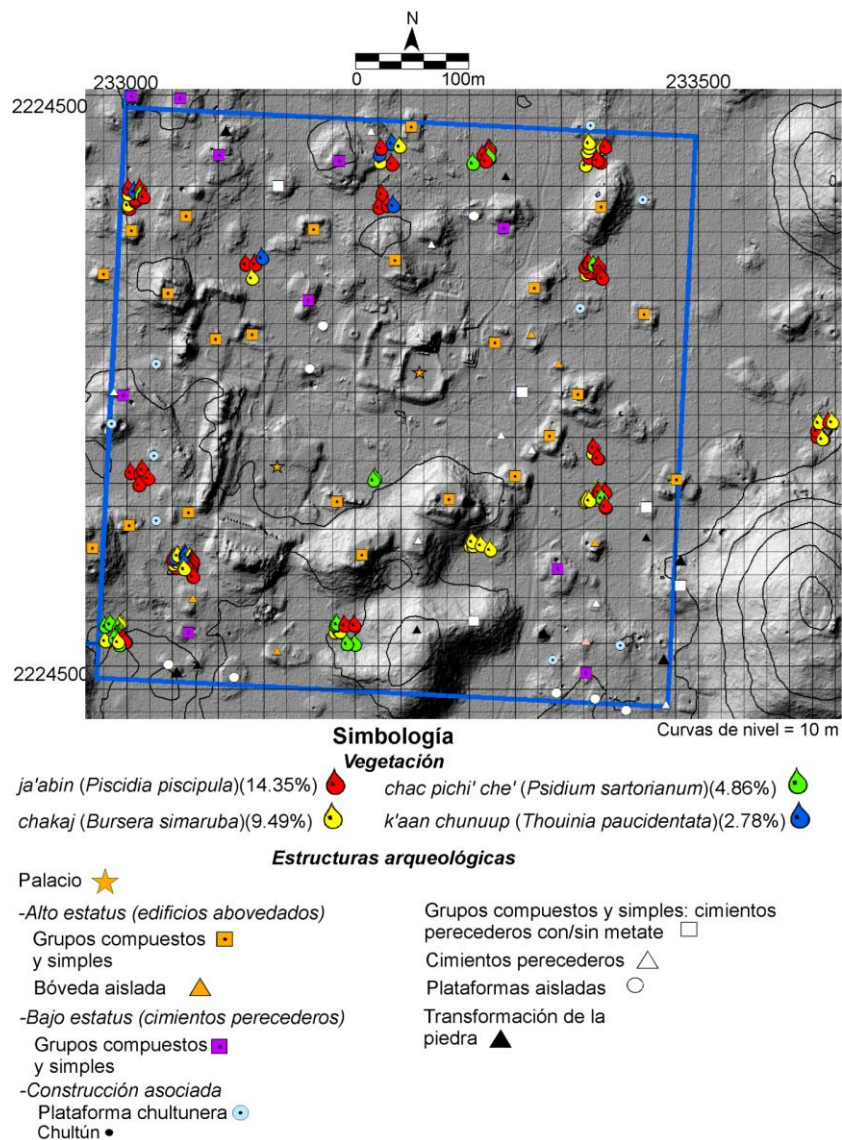 N
0 100m
233000 233500
2224500
2224500
Simbología Curvas de nivel = 10 m
Vegetación
ja'abin (Piscidia piscipula)(14.35%)
chac pichi' che' (Psidium sartorianum)(4.86%)
chakaj (Bursera simaruba)(9.49%)
k'aan chunuup (Thouinia paucidentata)(2.78%)
Estructuras arqueológicas
Palacio
-Alto estatus (edificios abovedados)
Grupos compuestos
y simples
Bóveda aislada
-Bajo estatus (cimientos perecederos)
Grupos compuestos
y simples
-Construcción asociada
Plataforma chultunera
Chultún
Grupos compuestos y simples: cimientos
perecederos con/sin metate
Cimientos perecederos
Plataformas aisladas
Transformación de la
piedra